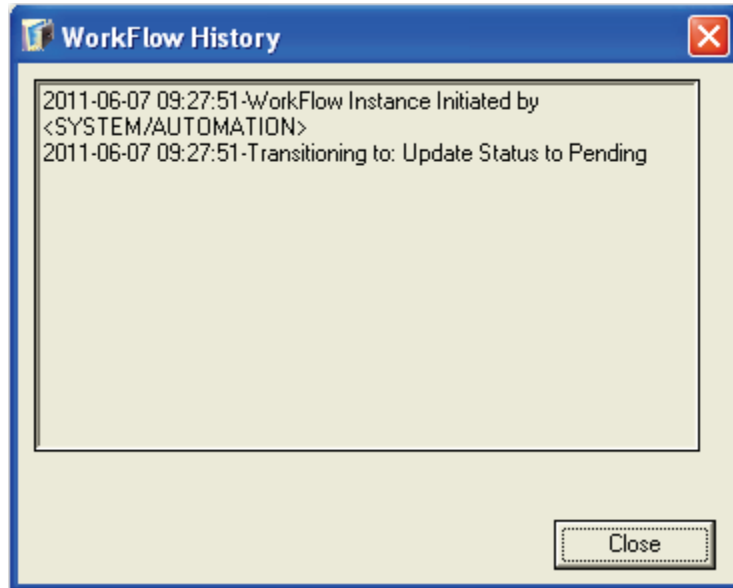 WorkFlow History
2011-06-07 09:27:51-WorkFlow Instance Initiated by
<SYSTEM/AUTOMATION>
2011-06-07 09:27:51-Transitioning to: Update Status to Pending
Close